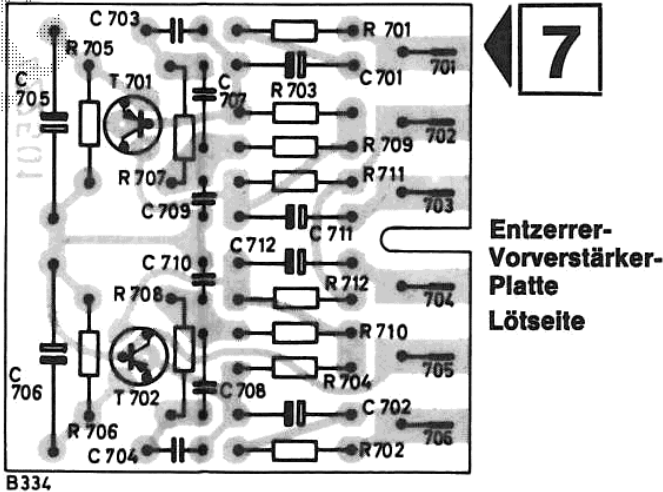 C 703
R 701
R 705
7
701
T 701
C 701
C 705
C 707
R 703
702
R 709
R 707
R 711
703
C 709
C 711
Entzerrer-
Vorverstärker-
Platte
Lötseite
C 712
C 710
R 712
R 708
704
R 710
705
R 704
C 706
T 702
C 708
C 702
R 706
706
C 704
R 702
B334